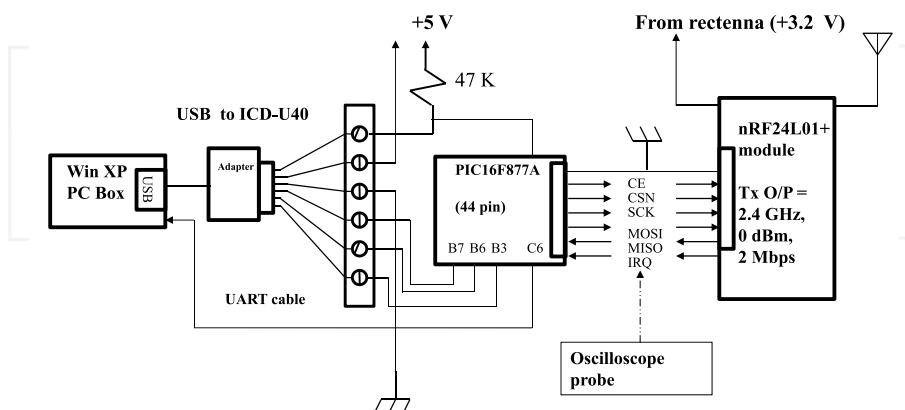 From rectenna (+3.2 V)
+5 V
47 K
USB to ICD-U40
nRF24L01+
module
Tx O/P =
2.4 GHz,
0 dBm,
2 Mbps
Win XP
PC Box
USB
Adapter
PIC16F877A
(44 pin)
B7 B6 B3 C6
CE
CSN
SCK
MOSI
MISO
IRQ
UART cable
Oscilloscope
probe